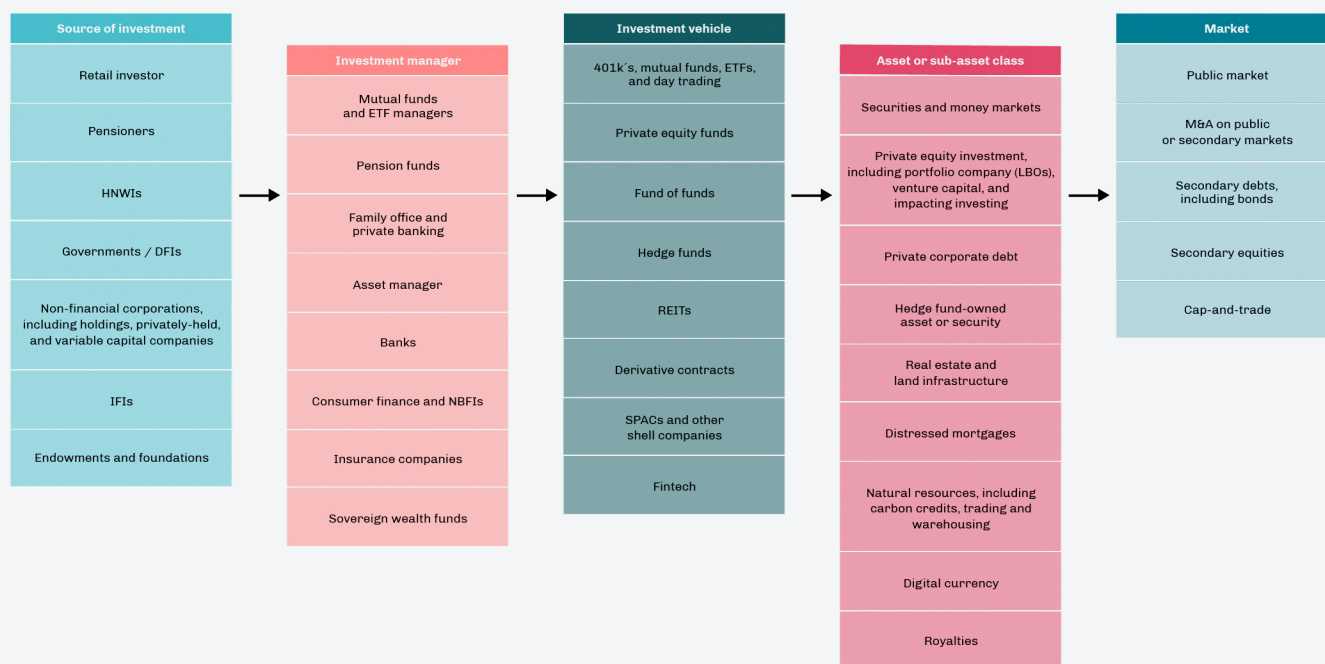 Source of investment
Retail investor
Pensioners
HNWIs
Governments / DFIs
Non-financial corporations,
including holdings, privately-held,
and variable capital companies
IFIs
Endowments and foundations
Investment manager
Mutual funds
and ETF managers
Pension funds
Family office and
private banking
Asset manager
Banks
Consumer finance and NBFIs
Insurance companies
Sovereign wealth funds
Investment vehicle
401k´s, mutual funds, ETFs,
and day trading
Private equity funds
Fund of funds
Hedge funds
REITs
Derivative contracts
SPACs and other
shell companies
Fintech
Asset or sub-asset class
Securities and money markets
Private equity investment,
including portfolio company (LBOs),
venture capital, and
impacting investing
Private corporate debt
Hedge fund-owned
asset or security
Real estate and
land infrastructure
Distressed mortgages
Natural resources, including
carbon credits, trading and
warehousing
Digital currency
Royalties
Market
Public market
M&A on public
or secondary markets
Secondary debts,
including bonds
Secondary equities
Cap-and-trade